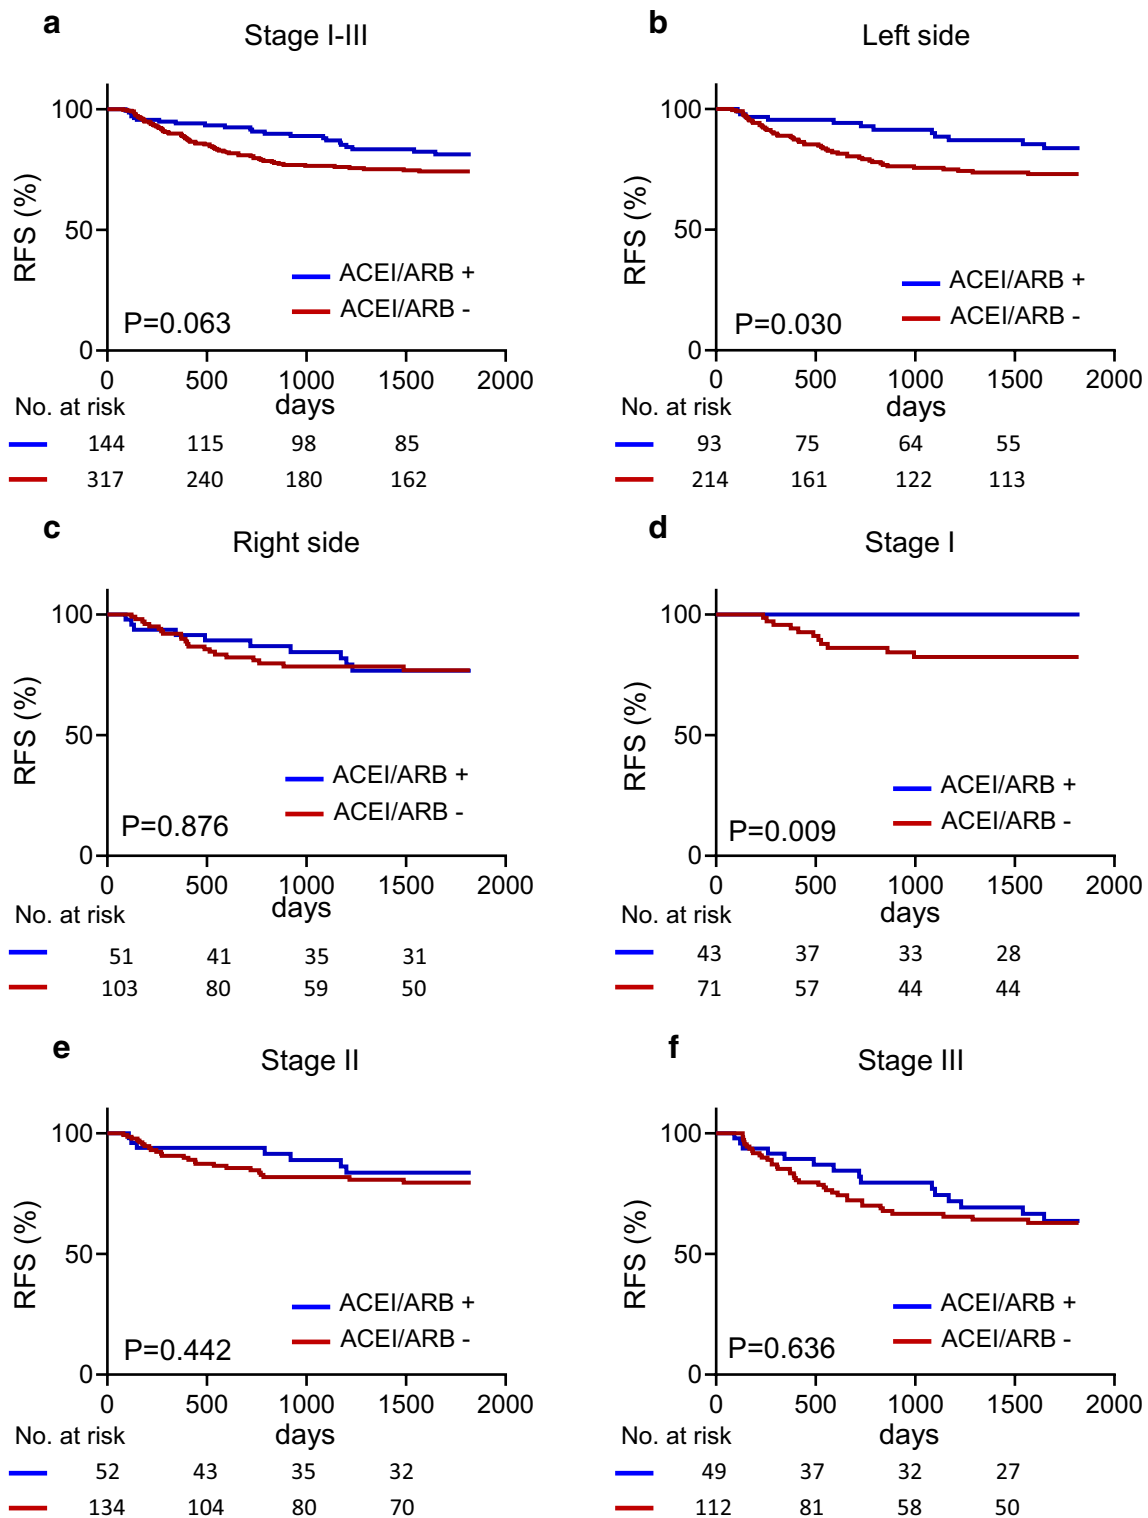 a
Stage I-III
RFS (%)
100
50
0
ACEI/ARB +
ACEI/ARB -
P=0.063
0 500 1000 1500 2000
No. at risk
days
144 115 98 85
317 240 180 162
b
Left side
RFS (%)
100
50
0
ACEI/ARB +
ACEI/ARB -
P=0.030
0 500 1000 1500 2000
No. at risk
days
93 75 64 55
214 161 122 113
c
Right side
RFS (%)
100
50
0
ACEI/ARB +
ACEI/ARB -
P=0.876
0 500 1000 1500 2000
No. at risk
days
51 41 35 31
103 80 59 50
d
Stage I
RFS (%)
100
50
0
ACEI/ARB +
ACEI/ARB -
P=0.009
0 500 1000 1500 2000
No. at risk
days
43 37 33 28
71 57 44 44
e
Stage II
RFS (%)
100
50
0
ACEI/ARB +
ACEI/ARB -
P=0.442
0 500 1000 1500 2000
No. at risk
days
52 43 35 32
134 104 80 70
f
Stage III
RFS (%)
100
50
0
ACEI/ARB +
ACEI/ARB -
P=0.636
0 500 1000 1500 2000
No. at risk
days
49 37 32 27
112 81 58 50